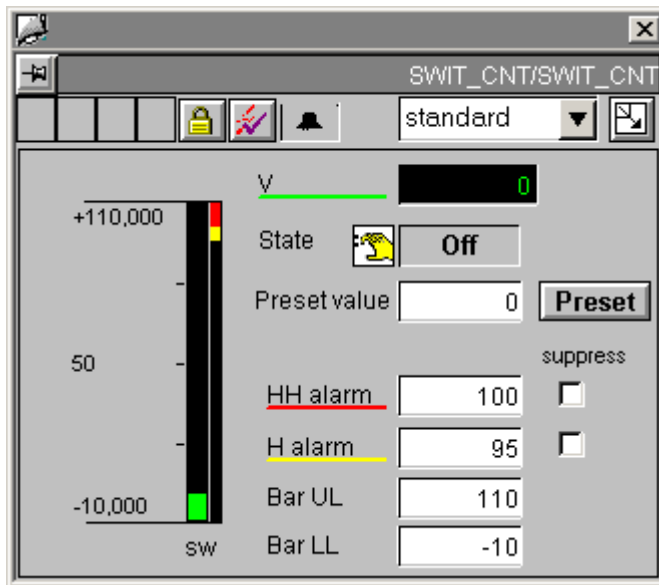 SWIT_CNT/SWIT_CNT
standard
V 0
+110,000
State Off
Preset value 0 Preset
50
suppress
HH alarm 100
H alarm 95
-10,000
Bar UL 110
Bar LL -10
SW